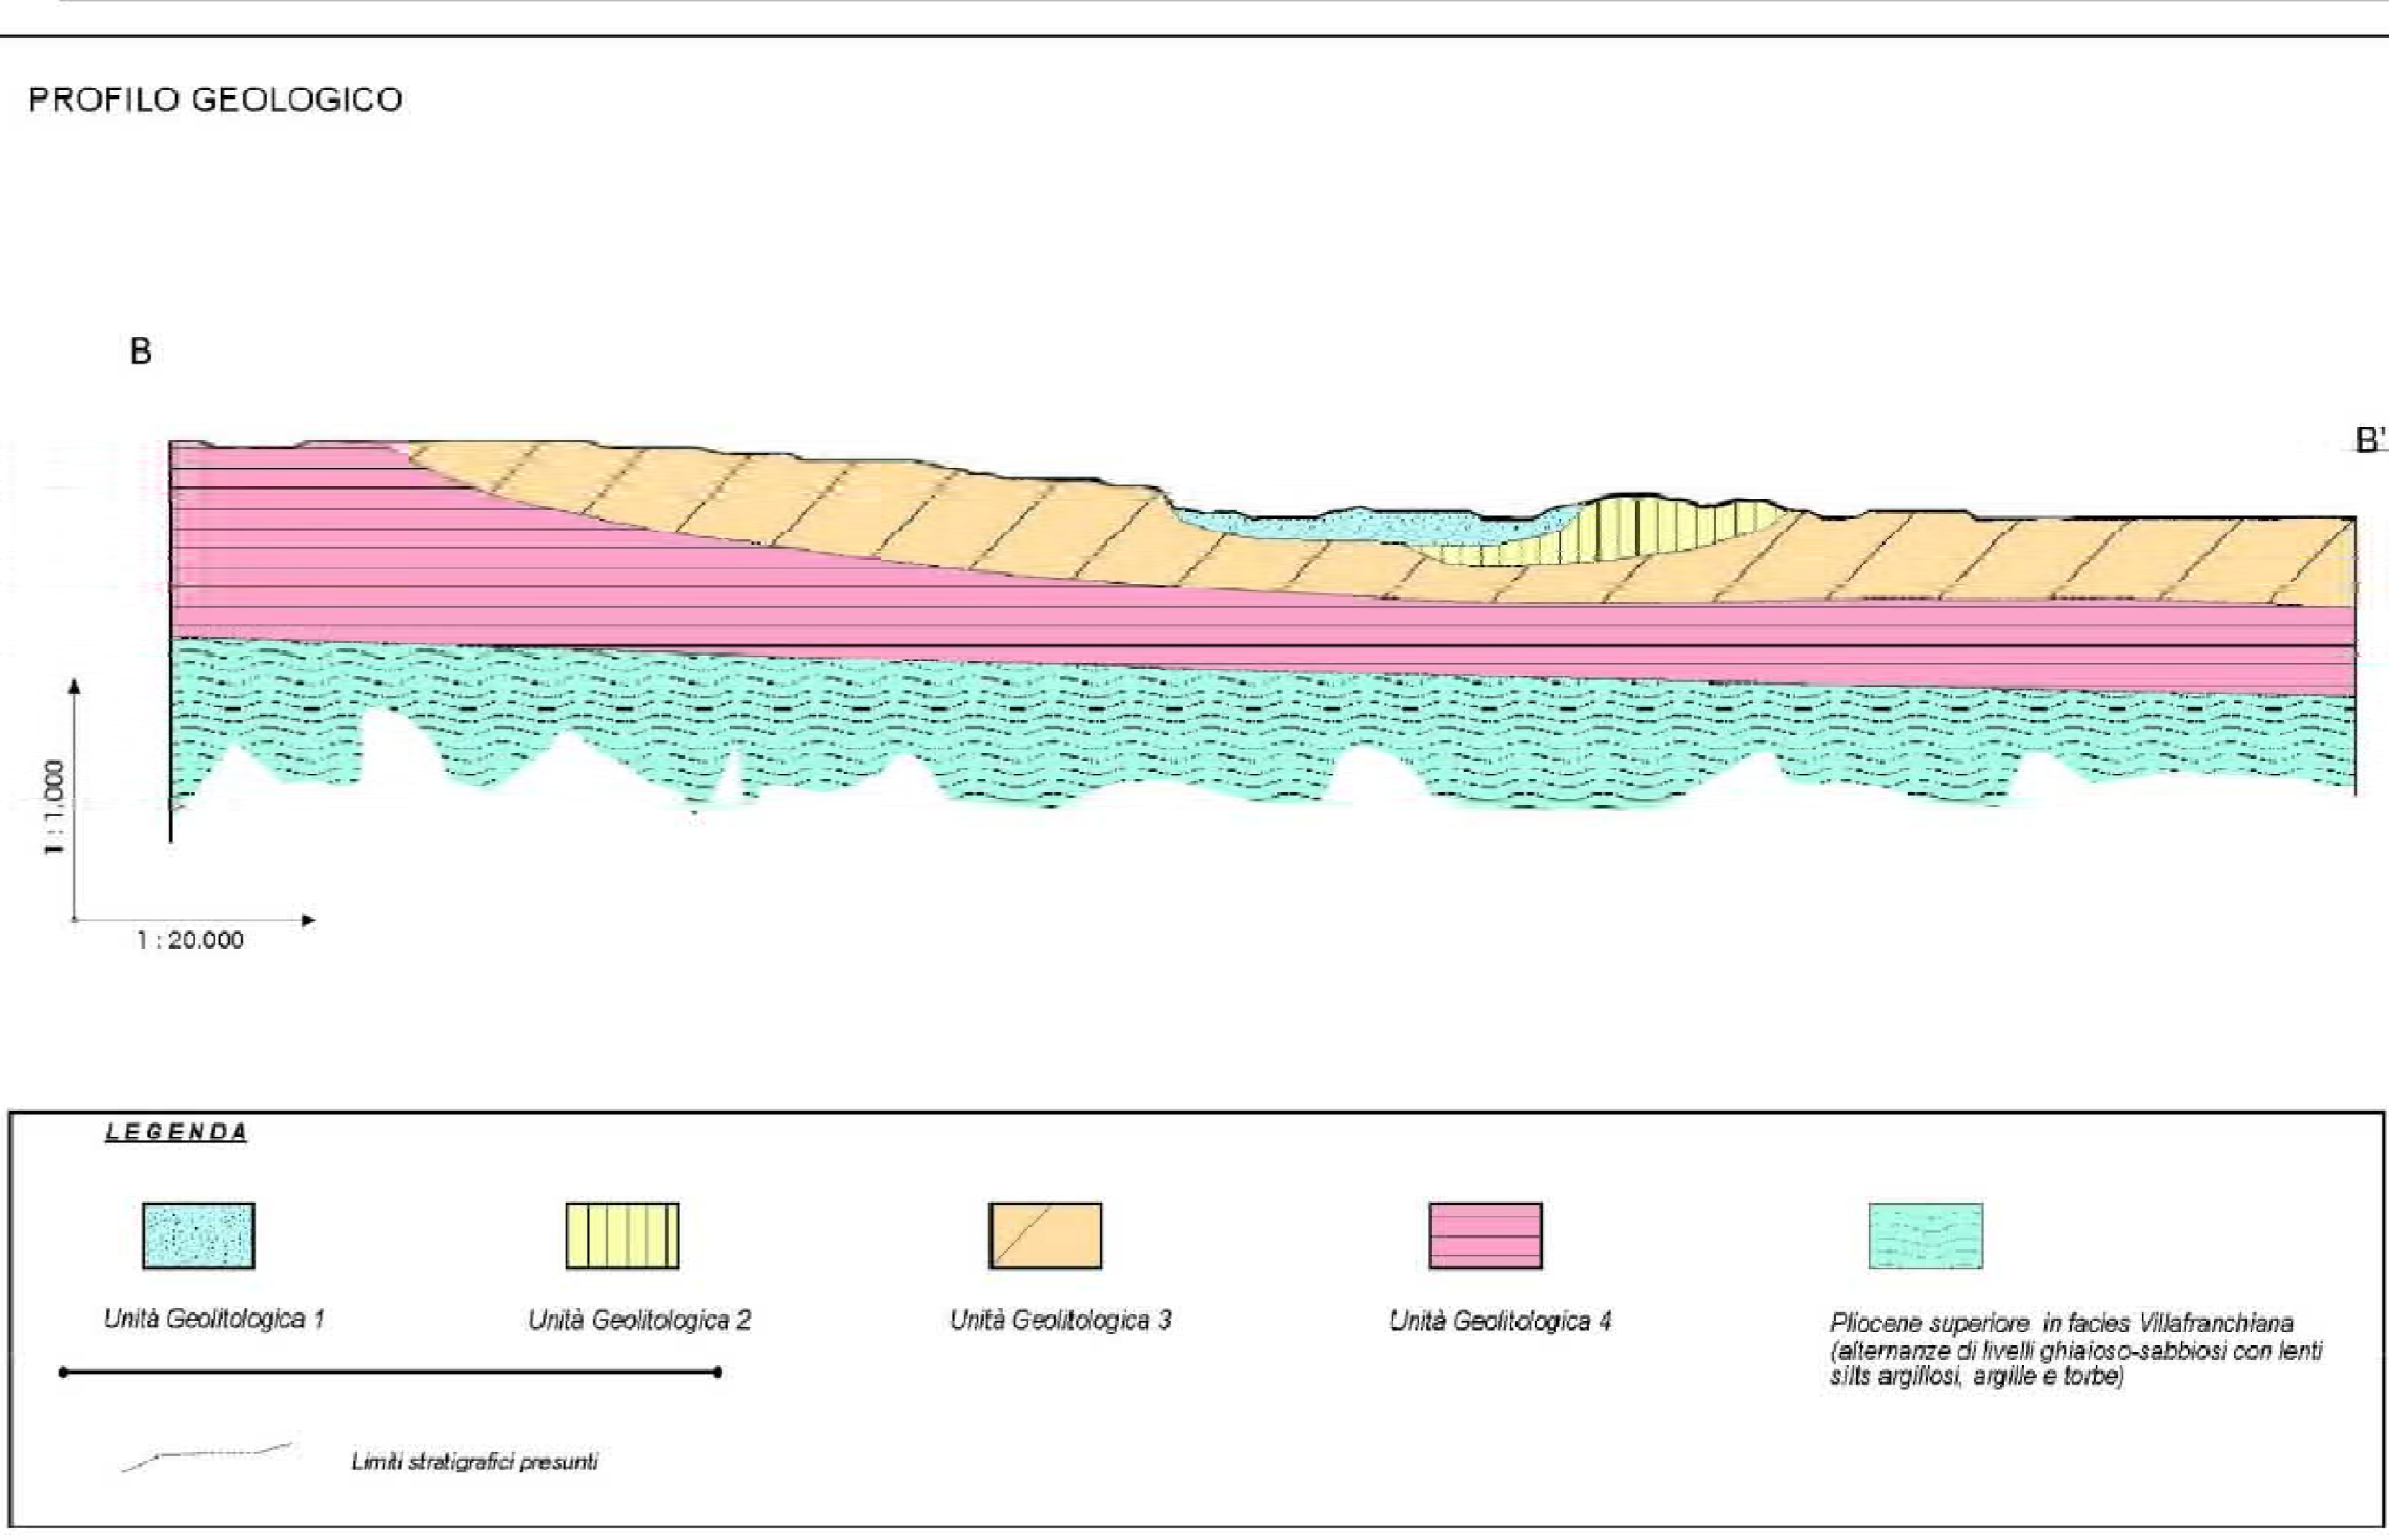 PROFILO GEOLOGICO
B
B'
1 : 1.000
1 : 20.000
LEGENDA
Unità Geolitologica 1
Unità Geolitologica 2
Unità Geolitologica 3
Unità Geolitologica 4
Pliocene superiore in facies Villafranchiana
(alternanze di livelli ghiaioso-sabbiosi con lenti
silts argillosi, argille e torbe)
Limiti stratigrafici presunti